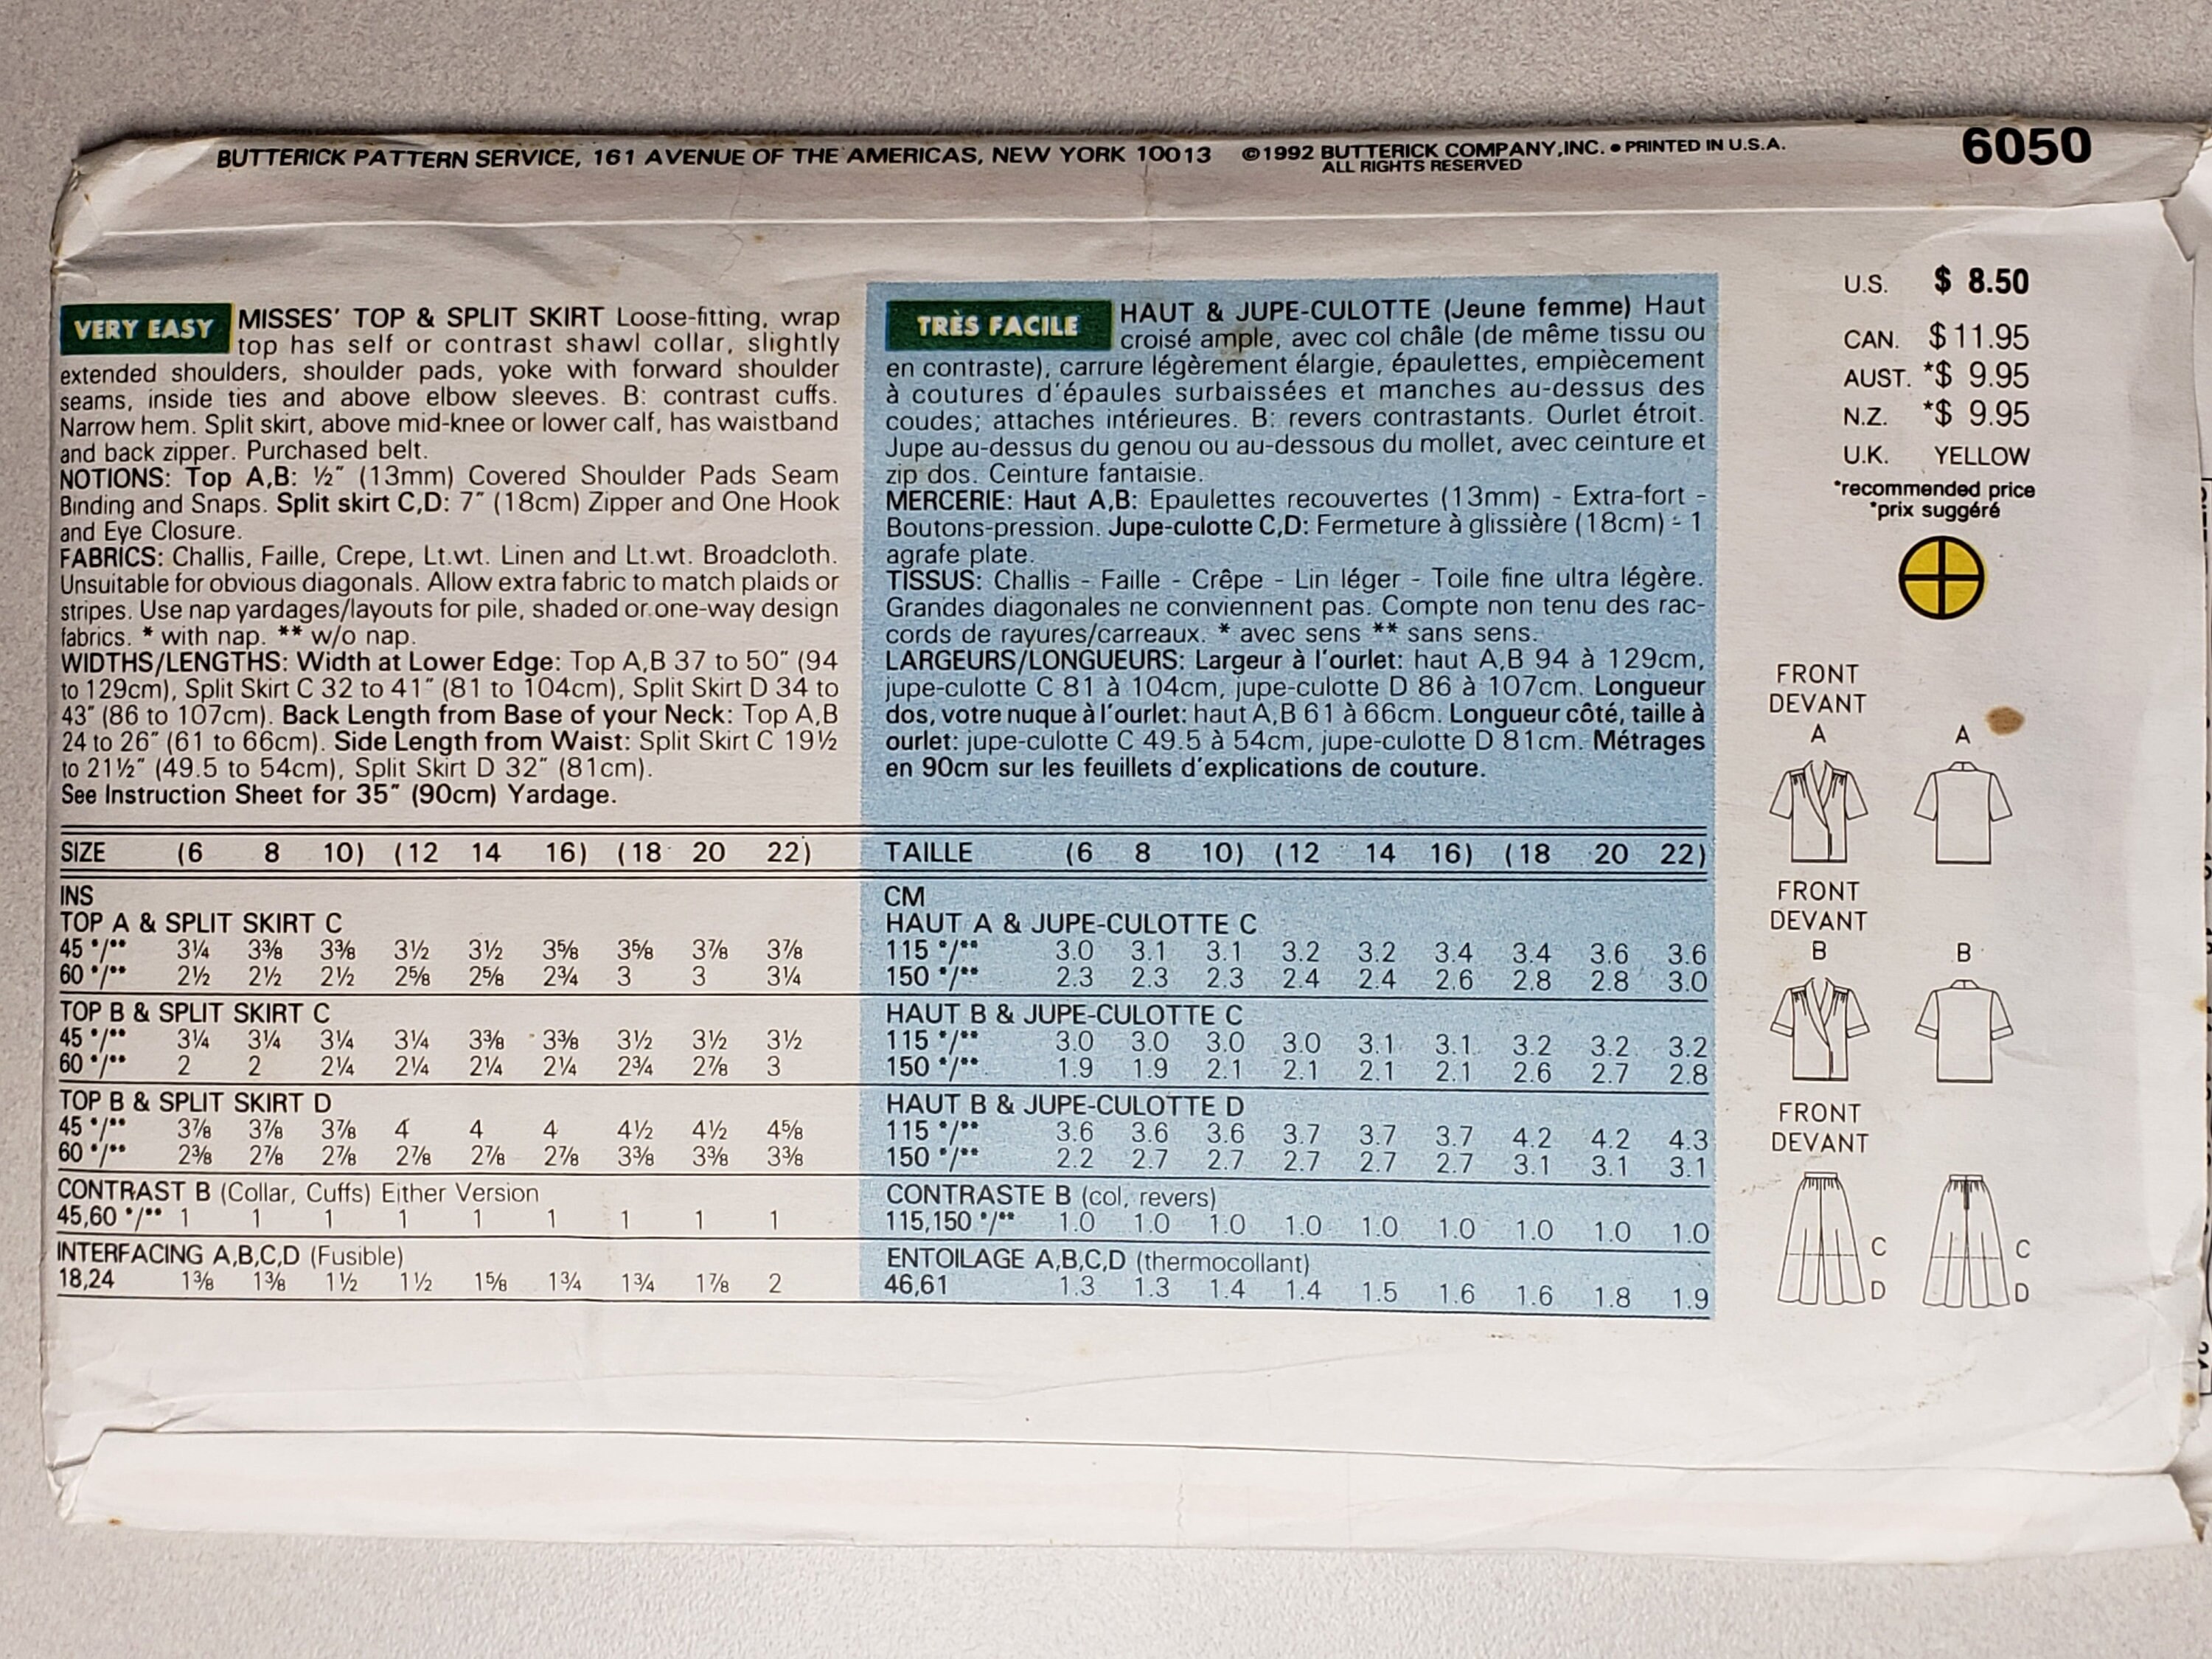 BUTTERICK PATTERN SERVICE, 161 AVENUE OF THE AMERICAS, NEW YORK 10013 ©1992 BUTTERICK COMPANY, INC. • PRINTED IN U.S.A.
ALL RIGHTS RESERVED
6050
VERY EASY MISSES' TOP & SPLIT SKIRT Loose-fitting, wrap
top has self or contrast shawl collar, slightly
extended shoulders, shoulder pads, yoke with forward shoulder
seams, inside ties and above elbow sleeves. B: contrast cuffs.
Narrow hem. Split skirt, above mid-knee or lower calf, has waistband
and back zipper. Purchased belt.
NOTIONS: Top A,B: ½" (13mm) Covered Shoulder Pads Seam
Binding and Snaps. Split skirt C,D: 7" (18cm) Zipper and One Hook
and Eye Closure.
FABRICS: Challis, Faille, Crepe, Lt.wt. Linen and Lt.wt. Broadcloth.
Unsuitable for obvious diagonals. Allow extra fabric to match plaids or
stripes. Use nap yardages/layouts for pile, shaded or one-way design
fabrics. * with nap. ** w/o nap.
WIDTHS/LENGTHS: Width at Lower Edge: Top A,B 37 to 50" (94
to 129cm), Split Skirt C 32 to 41" (81 to 104cm), Split Skirt D 34 to
43" (86 to 107cm). Back Length from Base of your Neck: Top A,B
24 to 26" (61 to 66cm). Side Length from Waist: Split Skirt C 19½
to 21½" (49.5 to 54cm), Split Skirt D 32" (81cm).
See Instruction Sheet for 35" (90cm) Yardage.
SIZE (6 8 10) (12 14 16) (18 20 22)
INS
TOP A & SPLIT SKIRT C
45 */** 3¼ 3⅜ 3⅜ 3½ 3½ 3⅝ 3⅝ 3⅞ 3⅞
60 */** 2½ 2½ 2½ 2⅝ 2⅝ 2¾ 3 3 3¼
TOP B & SPLIT SKIRT C
45 */** 3¼ 3¼ 3¼ 3¼ 3⅜ 3⅜ 3½ 3½ 3½
60 */** 2 2 2¼ 2¼ 2¼ 2¼ 2¾ 2⅞ 3
TOP B & SPLIT SKIRT D
45 */** 3⅞ 3⅞ 3⅞ 4 4 4 4½ 4½ 4⅝
60 */** 2⅜ 2⅞ 2⅞ 2⅞ 2⅞ 2⅞ 3⅜ 3⅜ 3⅜
CONTRAST B (Collar, Cuffs) Either Version
45,60 */** 1 1 1 1 1 1 1 1 1
INTERFACING A,B,C,D (Fusible)
18,24 1⅜ 1⅜ 1½ 1½ 1⅝ 1¾ 1¾ 1⅞ 2
TRÈS FACILE HAUT & JUPE-CULOTTE (Jeune femme) Haut
croisé ample, avec col châle (de même tissu ou
en contraste), carrure légèrement élargie, épaulettes, empiècement
à coutures d'épaules surbaissées et manches au-dessus des
coudes; attaches intérieures. B: revers contrastants. Ourlet étroit.
Jupe au-dessus du genou ou au-dessous du mollet, avec ceinture et
zip dos. Ceinture fantaisie.
MERCERIE: Haut A,B: Epaulettes recouvertes (13mm) - Extra-fort -
Boutons-pression. Jupe-culotte C,D: Fermeture à glissière (18cm) - 1
agrafe plate.
TISSUS: Challis - Faille - Crêpe - Lin léger - Toile fine ultra légère.
Grandes diagonales ne conviennent pas. Compte non tenu des rac-
cords de rayures/carreaux. * avec sens ** sans sens.
LARGEURS/LONGUEURS: Largeur à l'ourlet: haut A,B 94 à 129cm,
jupe-culotte C 81 à 104cm, jupe-culotte D 86 à 107cm. Longueur
dos, votre nuque à l'ourlet: haut A,B 61 à 66cm. Longueur côté, taille à
ourlet: jupe-culotte C 49.5 à 54cm, jupe-culotte D 81cm. Métrages
en 90cm sur les feuillets d'explications de couture.
TAILLE (6 8 10) (12 14 16) (18 20 22)
CM
HAUT A & JUPE-CULOTTE C
115 */** 3.0 3.1 3.1 3.2 3.2 3.4 3.4 3.6 3.6
150 */** 2.3 2.3 2.3 2.4 2.4 2.6 2.8 2.8 3.0
HAUT B & JUPE-CULOTTE C
115 */** 3.0 3.0 3.0 3.0 3.1 3.1 3.2 3.2 3.2
150 */** 1.9 1.9 2.1 2.1 2.1 2.1 2.6 2.7 2.8
HAUT B & JUPE-CULOTTE D
115 */** 3.6 3.6 3.6 3.7 3.7 3.7 4.2 4.2 4.3
150 */** 2.2 2.7 2.7 2.7 2.7 2.7 3.1 3.1 3.1
CONTRASTE B (col, revers)
115,150 */** 1.0 1.0 1.0 1.0 1.0 1.0 1.0 1.0 1.0
ENTOILAGE A,B,C,D (thermocollant)
46,61 1.3 1.3 1.4 1.4 1.5 1.6 1.6 1.8 1.9
U.S. $ 8.50
CAN. $ 11.95
AUST. *$ 9.95
N.Z. *$ 9.95
U.K. YELLOW
*recommended price
*prix suggéré
FRONT
DEVANT
A A
FRONT
DEVANT
B B
FRONT
DEVANT
C C
D D